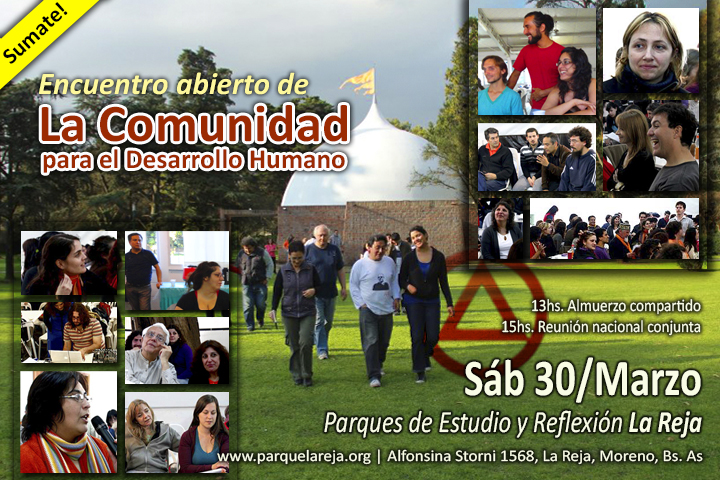 Sumate!
Encuentro abierto de
La Comunidad
para el Desarrollo Humano
13hs. Almuerzo compartido
15hs. Reunión nacional conjunta
Sáb 30/Marzo
Parques de Estudio y Reflexión La Reja
www.parquelareja.org | Alfonsina Storni 1568, La Reja, Moreno, Bs. As